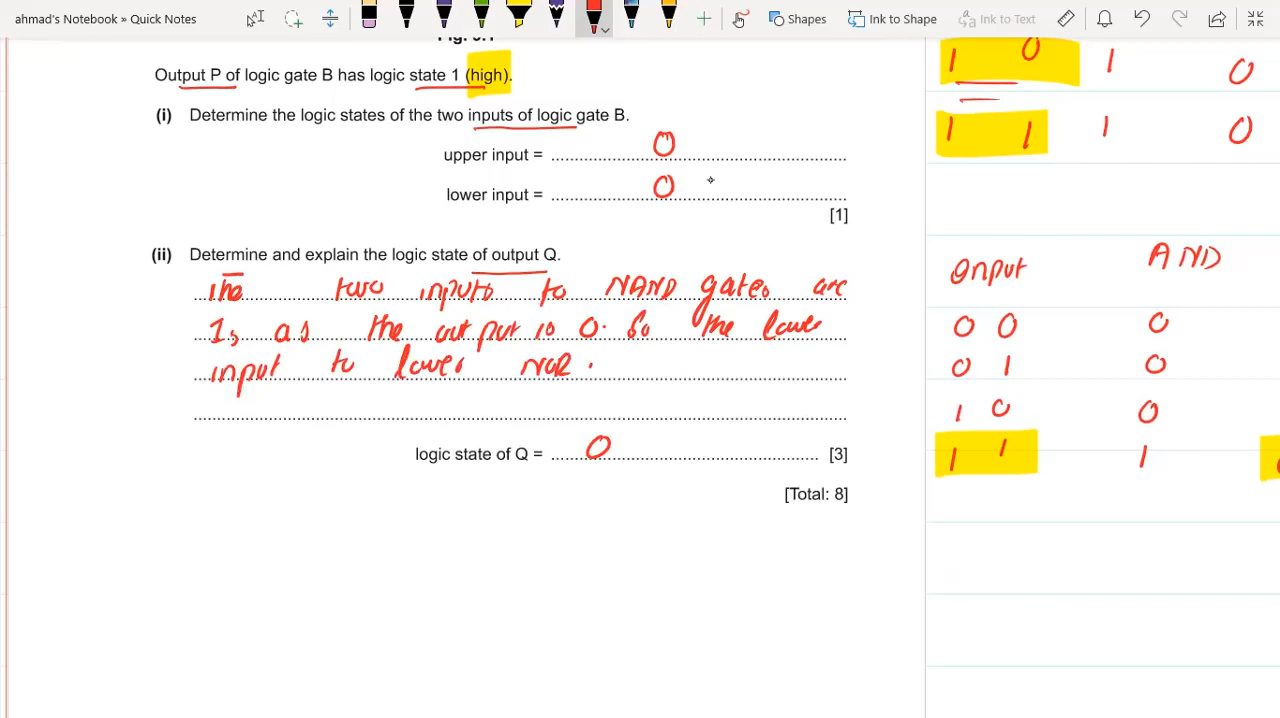 ahmad's Notebook » Quick Notes
Shapes
Ink to Shape
Ink to Text
Output P of logic gate B has logic state 1 (high).
(i) Determine the logic states of the two inputs of logic gate B.
upper input = 0
lower input = 0
[1]
(ii) Determine and explain the logic state of output Q.
The two inputs to NAND gates are
1, as the output is 0. So the lower
input to lower NOR.
logic state of Q = 0 [3]
[Total: 8]
1 0 1 0
1 1 1 0
Input AND
0 0 0
0 1 0
1 0 0
1 1 1